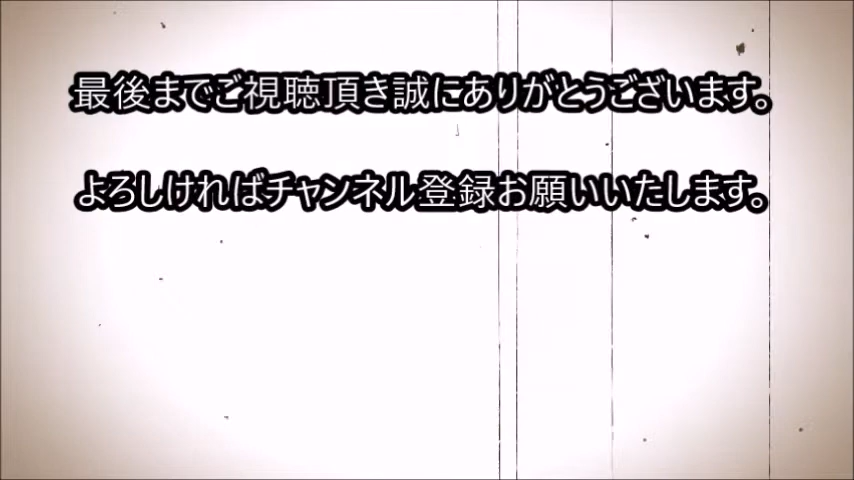 最後までご視聴頂き誠にありがとうございます。
よろしければチャンネル登録お願いいたします。